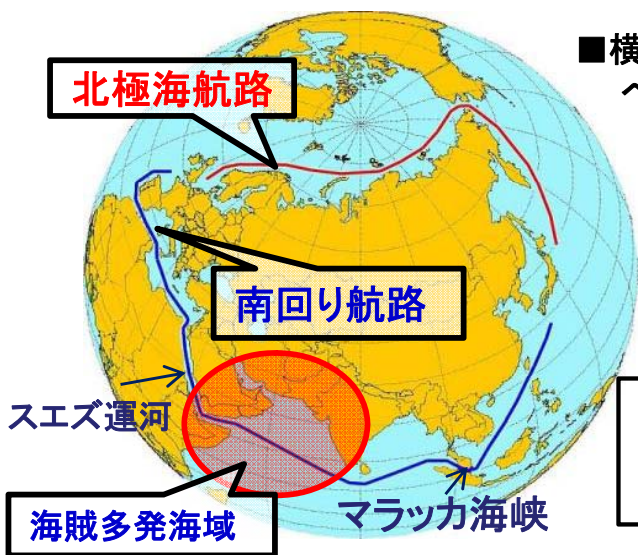 ■横
へ
北極海航路
南回り航路
スエズ運河
海賊多発海域
マラッカ海峡